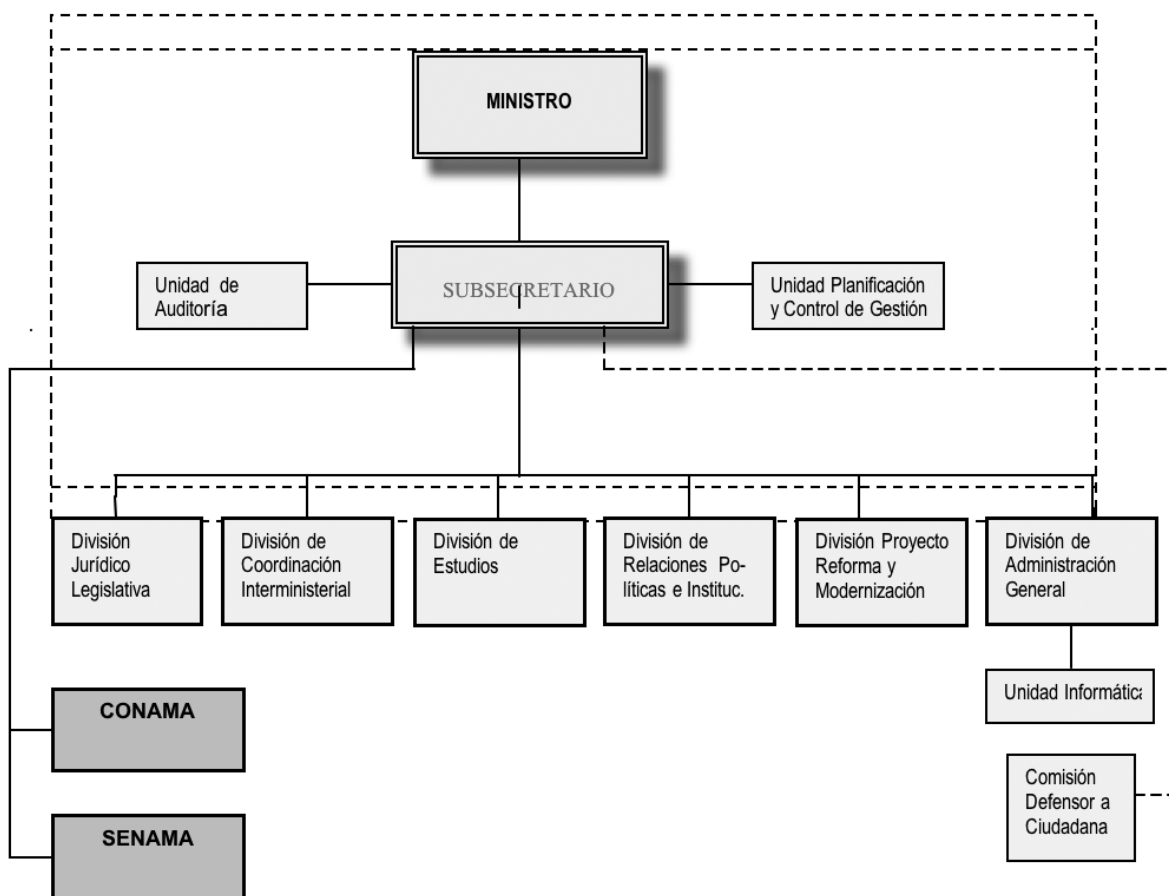 MINISTRO
Unidad de
Auditoría
SUBSECRETARIO
Unidad Planificación
y Control de Gestión
División
Jurídico
Legislativa
División de
Coordinación
Interministerial
División de
Estudios
División de
Relaciones Po-
líticas e Instituc.
División Proyecto
Reforma y
Modernización
División de
Administración
General
CONAMA
Unidad Informática
Comisión
Defensor a
Ciudadana
SENAMA